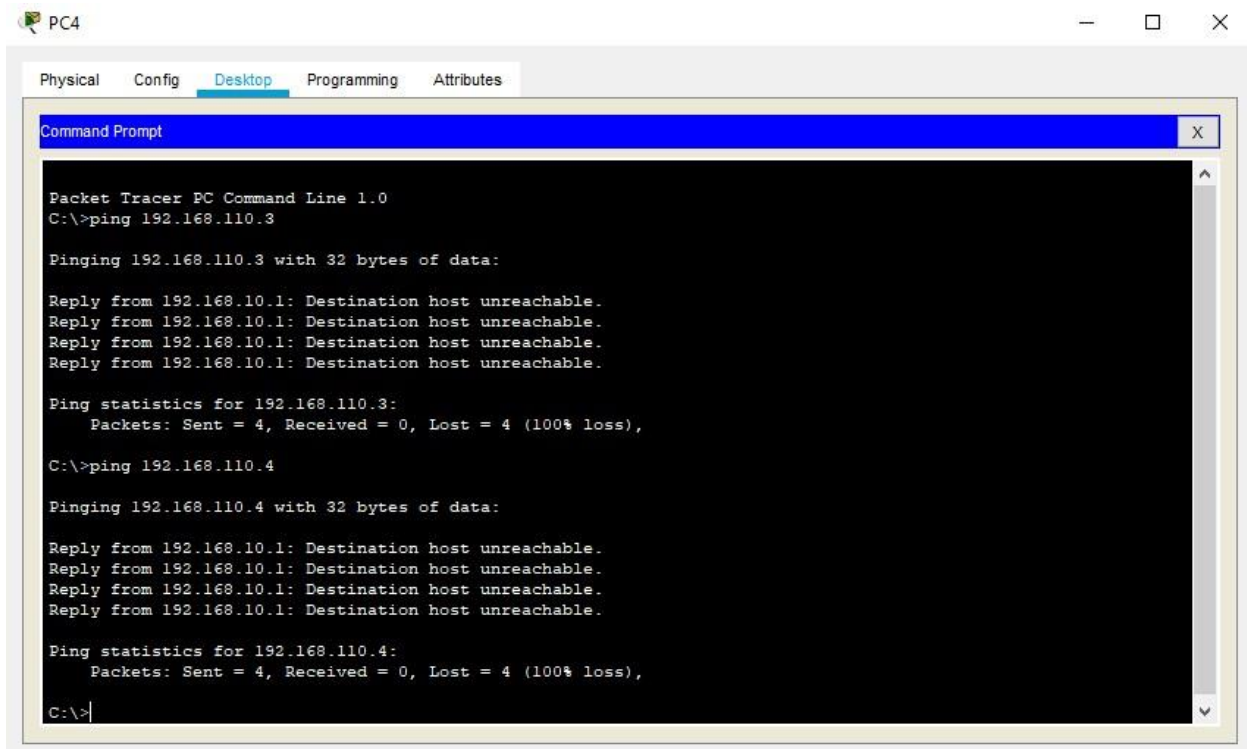 PC4
Physical Config Desktop Programming Attributes
Command Prompt
X
Packet Tracer PC Command Line 1.0
C:\>ping 192.168.110.3
Pinging 192.168.110.3 with 32 bytes of data:
Reply from 192.168.10.1: Destination host unreachable.
Reply from 192.168.10.1: Destination host unreachable.
Reply from 192.168.10.1: Destination host unreachable.
Reply from 192.168.10.1: Destination host unreachable.
Ping statistics for 192.168.110.3:
Packets: Sent = 4, Received = 0, Lost = 4 (100% loss),
C:\>ping 192.168.110.4
Pinging 192.168.110.4 with 32 bytes of data:
Reply from 192.168.10.1: Destination host unreachable.
Reply from 192.168.10.1: Destination host unreachable.
Reply from 192.168.10.1: Destination host unreachable.
Reply from 192.168.10.1: Destination host unreachable.
Ping statistics for 192.168.110.4:
Packets: Sent = 4, Received = 0, Lost = 4 (100% loss),
C:\>